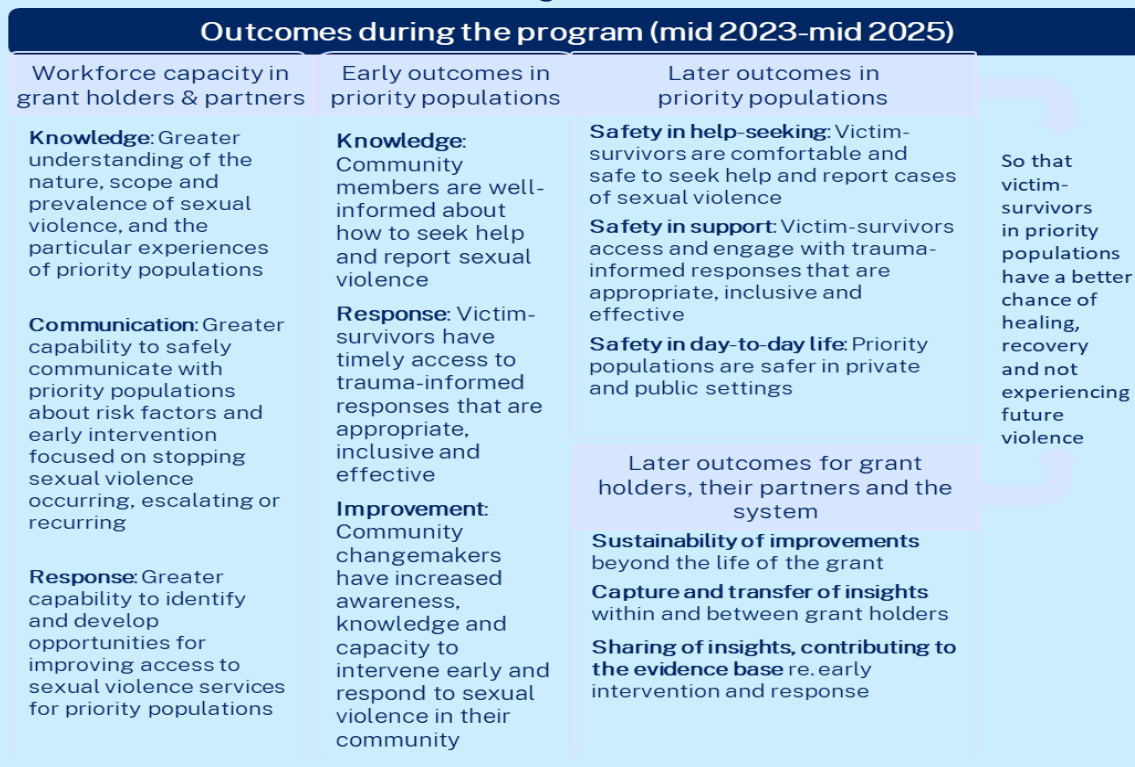 Outcomes during the program (mid 2023-mid 2025)
Workforce capacity in
grant holders & partners
Knowledge: Greater
understanding of the
nature, scope and
prevalence of sexual
violence, and the
particular experiences
of priority populations
Communication: Greater
capability to safely
communicate with
priority populations
about risk factors and
early intervention
focused on stopping
sexual violence
occurring, escalating or
recurring
Response: Greater
capability to identify
and develop
opportunities for
improving access to
sexual violence services
for priority populations
Early outcomes in
priority populations
Knowledge:
Community
members are well-
informed about
how to seek help
and report sexual
violence
Response: Victim-
survivors have
timely access to
trauma-informed
responses that are
appropriate,
inclusive and
effective
Improvement:
Community
changemakers
have increased
awareness,
knowledge and
capacity to
intervene early and
respond to sexual
violence in their
community
Later outcomes in
priority populations
Safety in help-seeking: Victim-
survivors are comfortable and
safe to seek help and report cases
of sexual violence
Safety in support: Victim-survivors
access and engage with trauma-
informed responses that are
appropriate, inclusive and
effective
Safety in day-to-day life: Priority
populations are safer in private
and public settings
Later outcomes for grant
holders, their partners and the
system
Sustainability of improvements
beyond the life of the grant
Capture and transfer of insights
within and between grant holders
Sharing of insights, contributing to
the evidence base re. early
intervention and response
So that
victim-
survivors
in priority
populations
have a better
chance of
healing,
recovery
and not
experiencing
future
violence